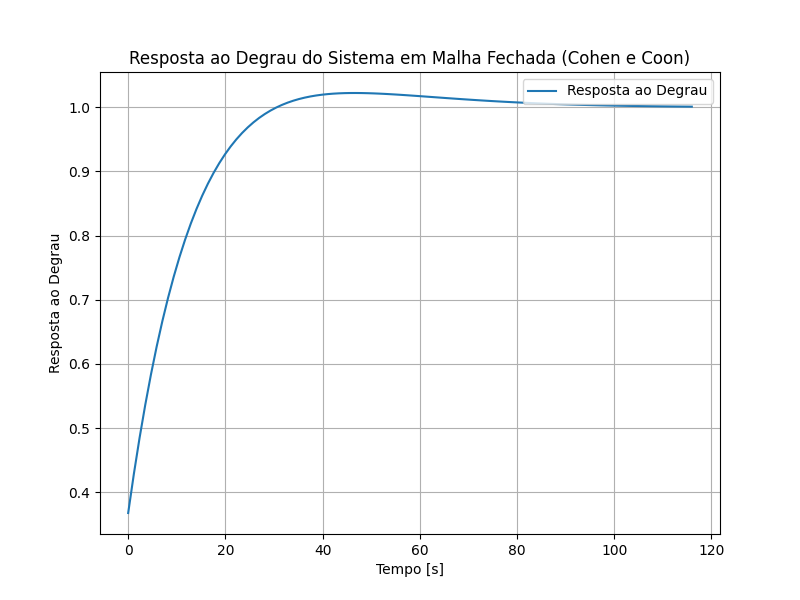 Resposta ao Degrau do Sistema em Malha Fechada (Cohen e Coon)
Resposta ao Degrau
1.0
0.9
0.8
0.7
0.6
0.5
0.4
Resposta ao Degrau
0 20 40 60 80 100 120
Tempo [s]